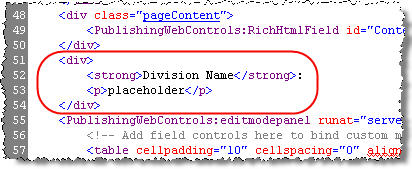 48 <div class="pageContent">
49 <PublishingWebControls:RichHtmlField id="Conte
50 </div>
51 <div>
52 <strong>Division Name</strong>:
53 <p>placeholder</p>
54 </div>
55 <PublishingWebControls:editmodepanel runat="serve
56 <!-- Add field controls here to bind custom m
57 <table cellpadding="10" cellspacing="0" align